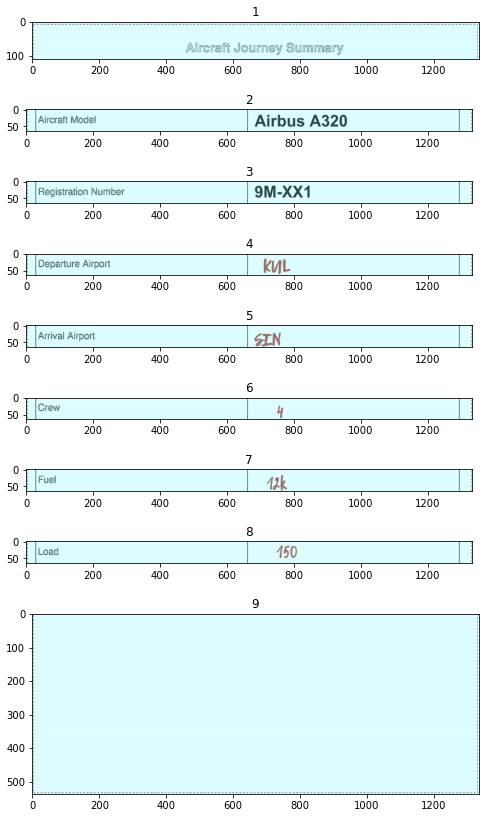 1
0
100
Aircraft Journey Summary
0 200 400 600 800 1000 1200
2
0
50
Aircraft Model Airbus A320
0 200 400 600 800 1000 1200
3
0
50
Registration Number 9M-XX1
0 200 400 600 800 1000 1200
4
0
50
Departure Airport KUL
0 200 400 600 800 1000 1200
5
0
50
Arrival Airport SIN
0 200 400 600 800 1000 1200
6
0
50
Crew 4
0 200 400 600 800 1000 1200
7
0
50
Fuel 12k
0 200 400 600 800 1000 1200
8
0
50
Load 150
0 200 400 600 800 1000 1200
9
0
100
200
300
400
500
0 200 400 600 800 1000 1200